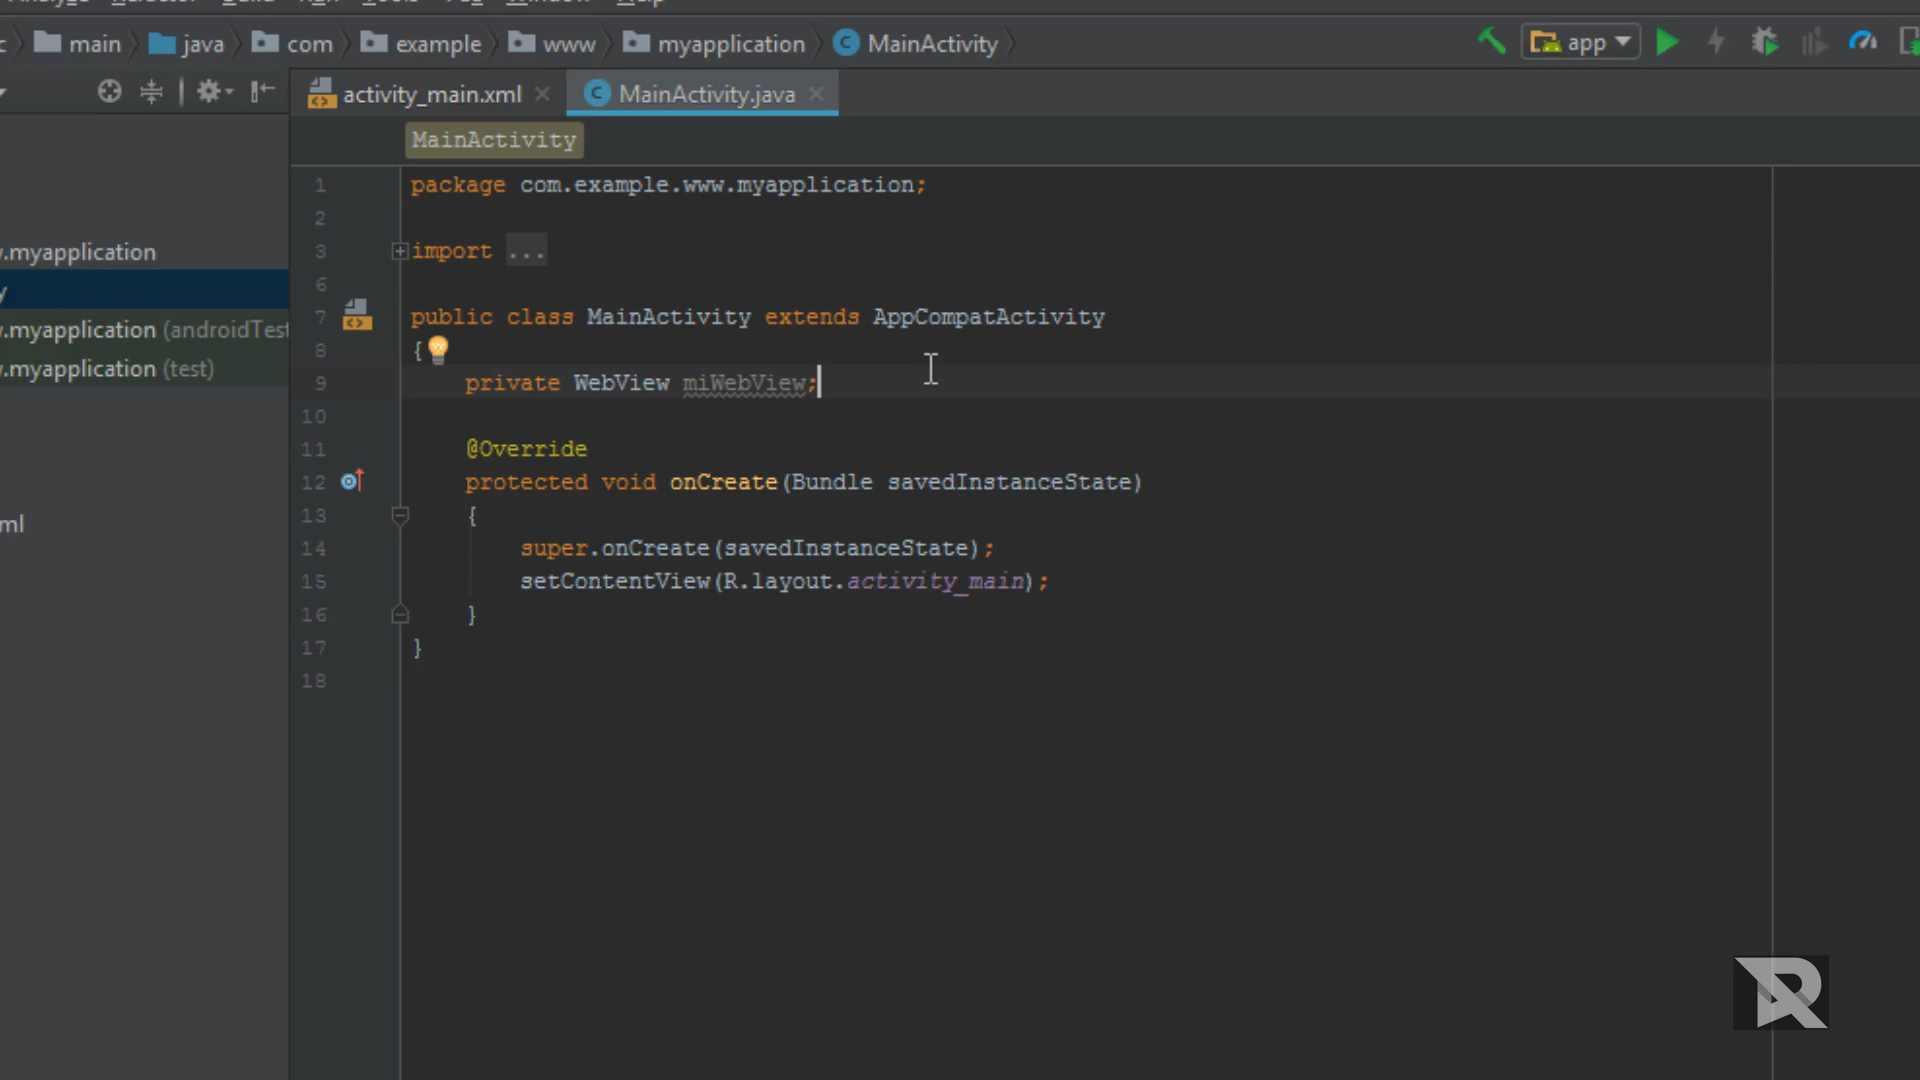 main java com example www myapplication MainActivity app
activity_main.xml MainActivity.java
MainActivity
.myapplication
y
.myapplication (androidTest
.myapplication (test)
ml
1 package com.example.www.myapplication;
2
3 import ...
6
7 public class MainActivity extends AppCompatActivity
8 {
9 private WebView miWebView;
10
11 @Override
12 protected void onCreate(Bundle savedInstanceState)
13 {
14 super.onCreate(savedInstanceState);
15 setContentView(R.layout.activity_main);
16 }
17 }
18